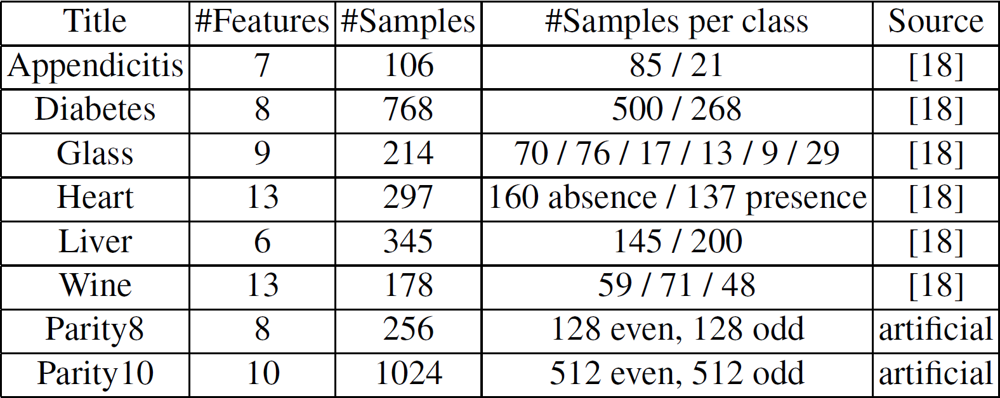 Title #Features #Samples #Samples per class Source
Appendicitis 7 106 85 / 21 [18]
Diabetes 8 768 500 / 268 [18]
Glass 9 214 70 / 76 / 17 / 13 / 9 / 29 [18]
Heart 13 297 160 absence / 137 presence [18]
Liver 6 345 145 / 200 [18]
Wine 13 178 59 / 71 / 48 [18]
Parity8 8 256 128 even, 128 odd artificial
Parity10 10 1024 512 even, 512 odd artificial